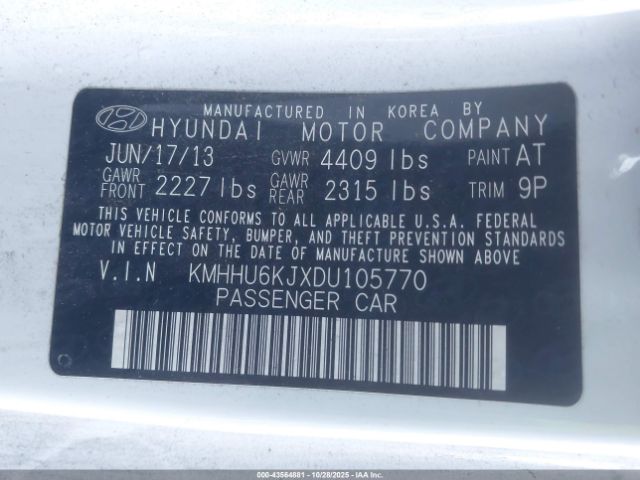 MANUFACTURED IN KOREA BY
HYUNDAI MOTOR COMPANY
JUN/17/13 GVWR 4409 lbs PAINT AT
GAWR FRONT 2227 lbs GAWR REAR 2315 lbs TRIM 9P
THIS VEHICLE CONFORMS TO ALL APPLICABLE U.S.A. FEDERAL
MOTOR VEHICLE SAFETY, BUMPER, AND THEFT PREVENTION STANDARDS
IN EFFECT ON THE DATE OF MANUFACTURE SHOWN ABOVE
V.I.N KMHHU6KJXDU105770
PASSENGER CAR
000-43564881 | 10/28/2025 | IAAI.COM